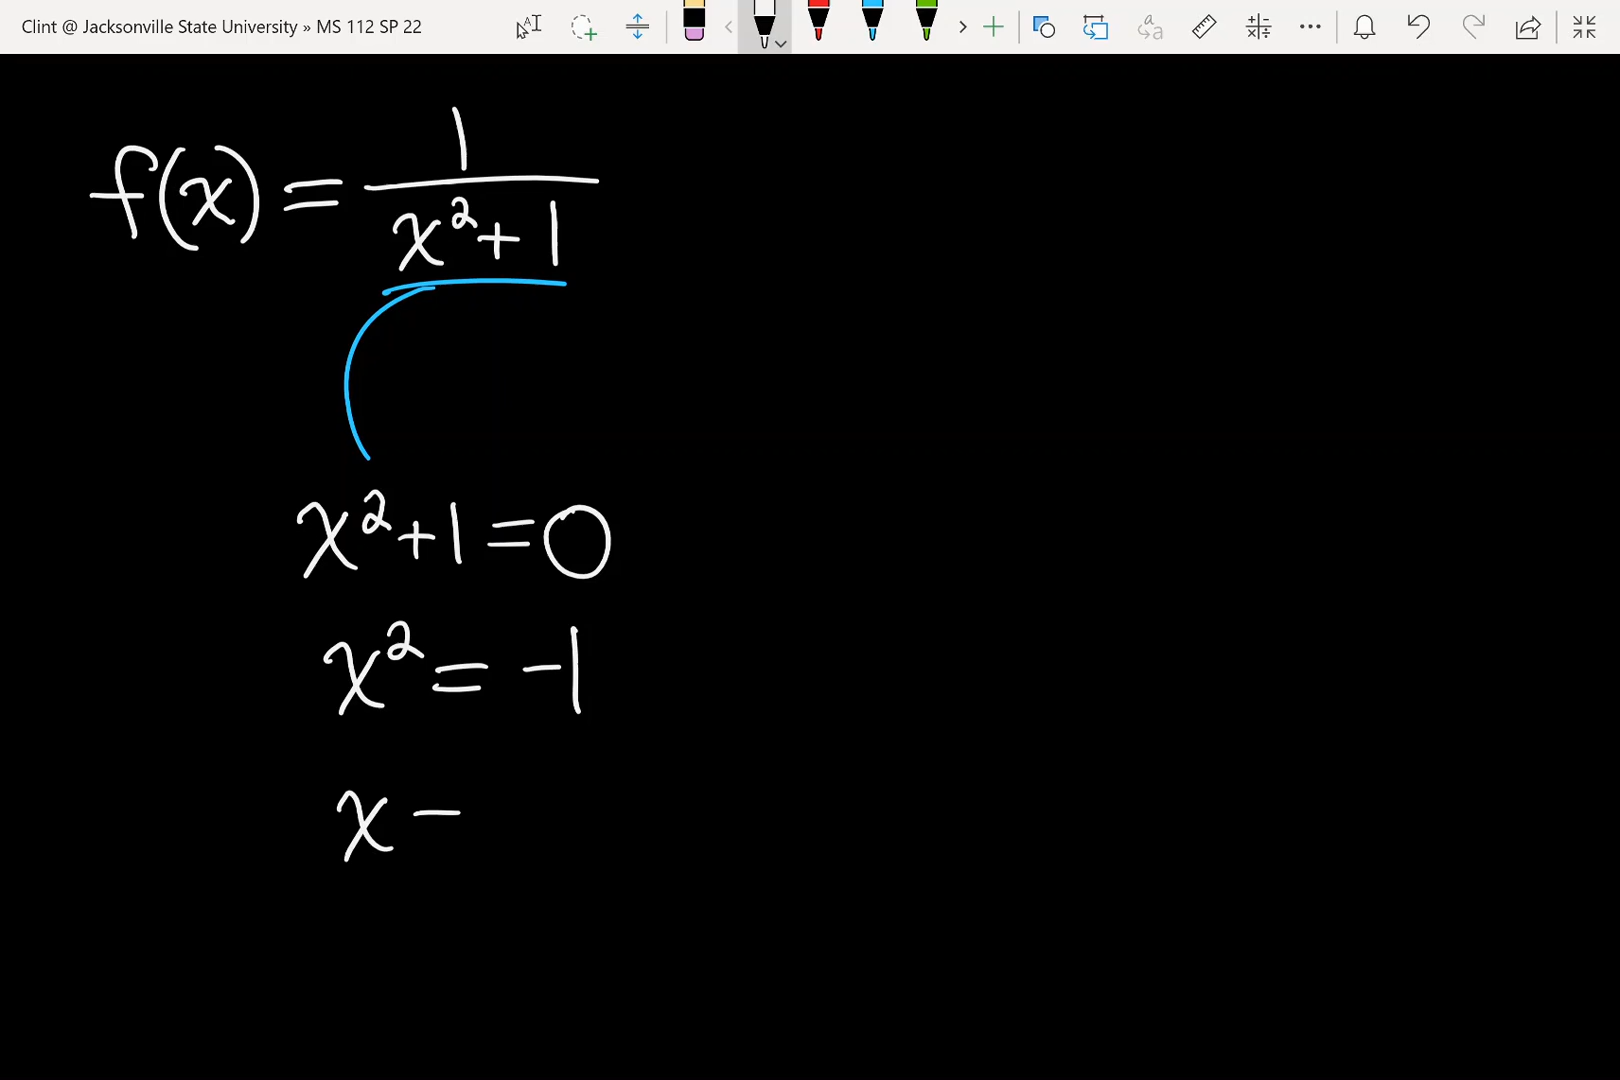 Clint @ Jacksonville State University » MS 112 SP 22
f(x) = 1/(x²+1)
x²+1=0
x² = -1
x −